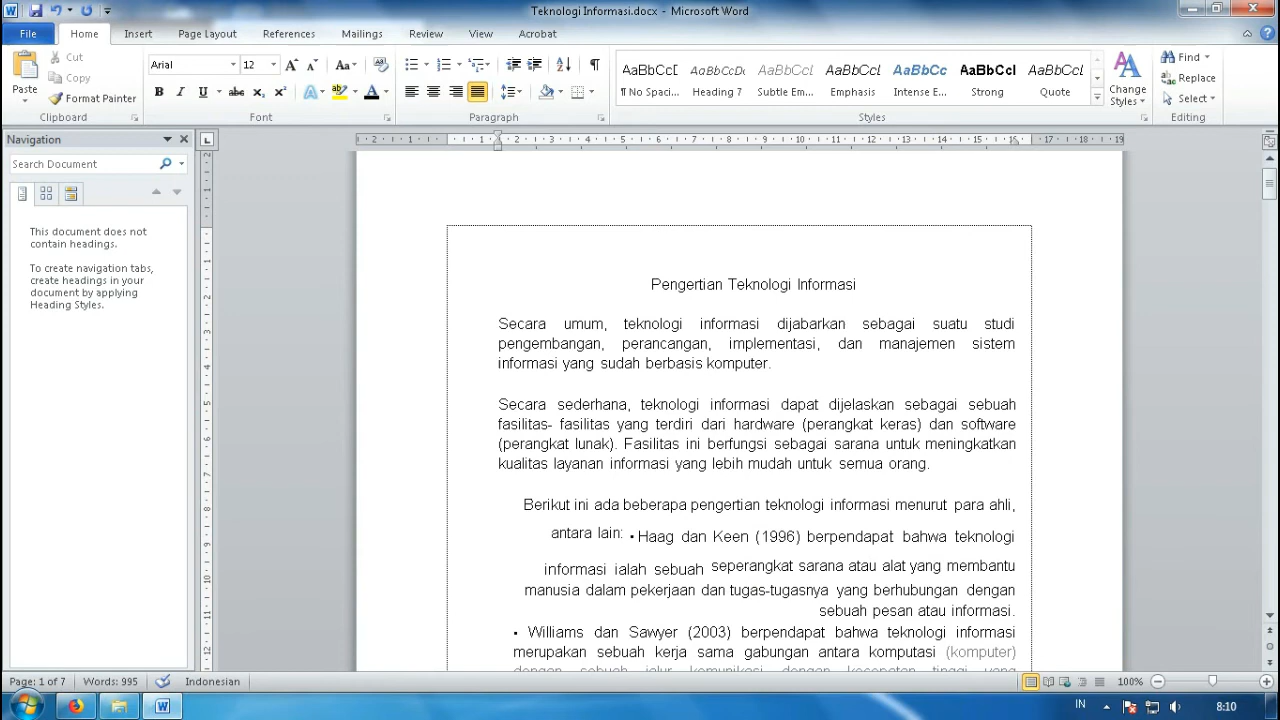 Teknologi Informasi.docx - Microsoft Word
File Home Insert Page Layout References Mailings Review View Acrobat
Paste
Cut
Copy
Format Painter
Clipboard
Arial 12
Font
Paragraph
AaBbCcD AaBbCcDc AaBbCcI AaBbCcI AaBbCc AaBbCcI AaBbCcI
¶ No Spaci... Heading 7 Subtle Em... Emphasis Intense E... Strong Quote
Styles
Change Styles
Find
Replace
Select
Editing
Navigation
Search Document
This document does not
contain headings.
To create navigation tabs,
create headings in your
document by applying
Heading Styles.
Pengertian Teknologi Informasi
Secara umum, teknologi informasi dijabarkan sebagai suatu studi
pengembangan, perancangan, implementasi, dan manajemen sistem
informasi yang sudah berbasis komputer.
Secara sederhana, teknologi informasi dapat dijelaskan sebagai sebuah
fasilitas- fasilitas yang terdiri dari hardware (perangkat keras) dan software
(perangkat lunak). Fasilitas ini berfungsi sebagai sarana untuk meningkatkan
kualitas layanan informasi yang lebih mudah untuk semua orang.
Berikut ini ada beberapa pengertian teknologi informasi menurut para ahli,
antara lain: • Haag dan Keen (1996) berpendapat bahwa teknologi
informasi ialah sebuah seperangkat sarana atau alat yang membantu
manusia dalam pekerjaan dan tugas-tugasnya yang berhubungan dengan
sebuah pesan atau informasi.
• Williams dan Sawyer (2003) berpendapat bahwa teknologi informasi
merupakan sebuah kerja sama gabungan antara komputasi (komputer)
dengan sebuah jalur komunikasi dengan kecepatan tinggi yang
Page: 1 of 7 Words: 995 Indonesian 100%
IN 8:10